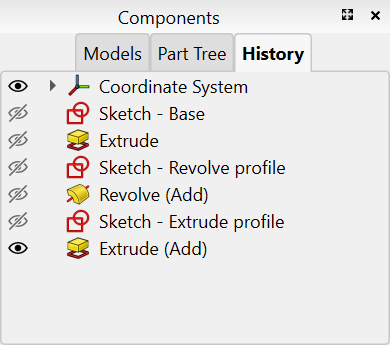 Components
Models Part Tree History
Coordinate System
Sketch - Base
Extrude
Sketch - Revolve profile
Revolve (Add)
Sketch - Extrude profile
Extrude (Add)